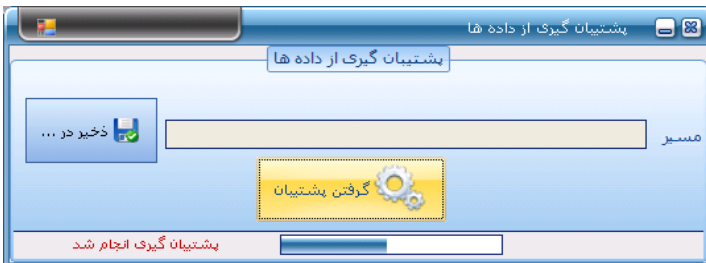 پشتیبان گیری از داده ها
پشتیبان گیری از داده ها
مسیر
ذخیر در ...
گرفتن پشتیبان
پشتیبان گیری انجام شد